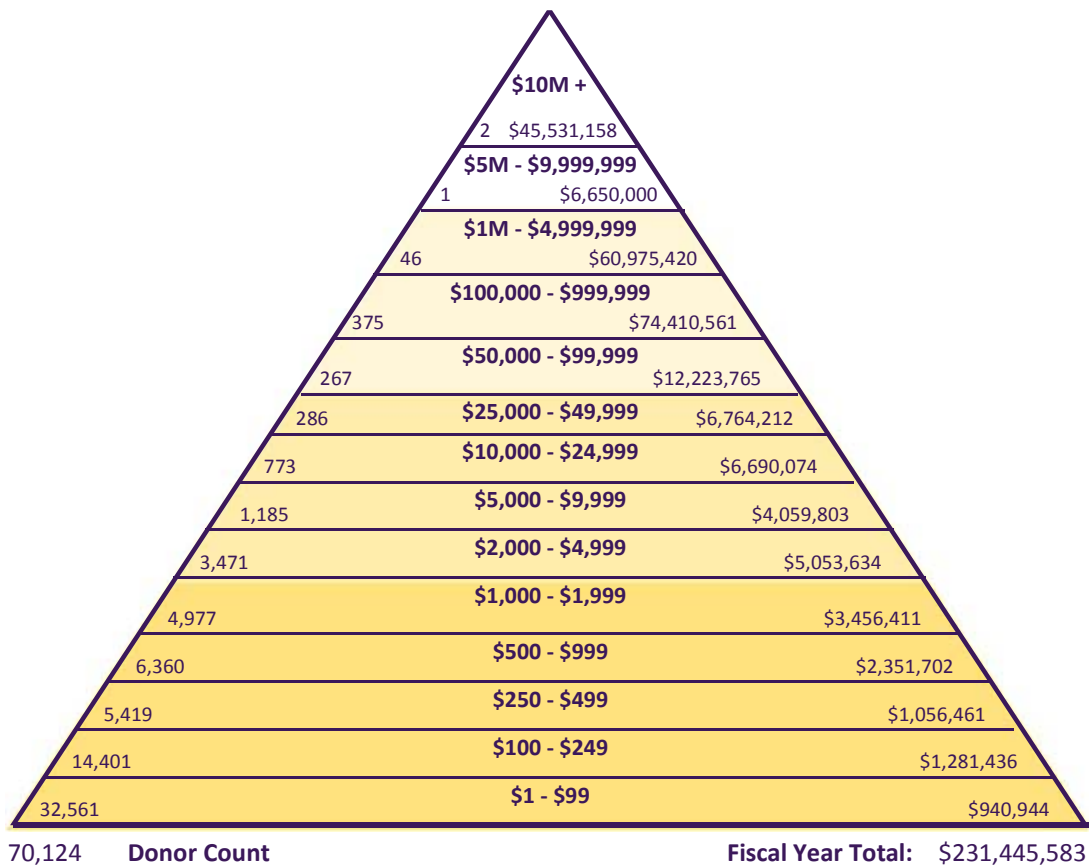 $10M +
2 $45,531,158
$5M - $9,999,999
1 $6,650,000
$1M - $4,999,999
46 $60,975,420
$100,000 - $999,999
375 $74,410,561
$50,000 - $99,999
267 $12,223,765
286 $25,000 - $49,999 $6,764,212
$10,000 - $24,999
773 $6,690,074
$5,000 - $9,999
1,185 $4,059,803
$2,000 - $4,999
3,471 $5,053,634
$1,000 - $1,999
4,977 $3,456,411
$500 - $999
6,360 $2,351,702
$250 - $499
5,419 $1,056,461
$100 - $249
14,401 $1,281,436
$1 - $99
32,561 $940,944
70,124 Donor Count Fiscal Year Total: $231,445,583